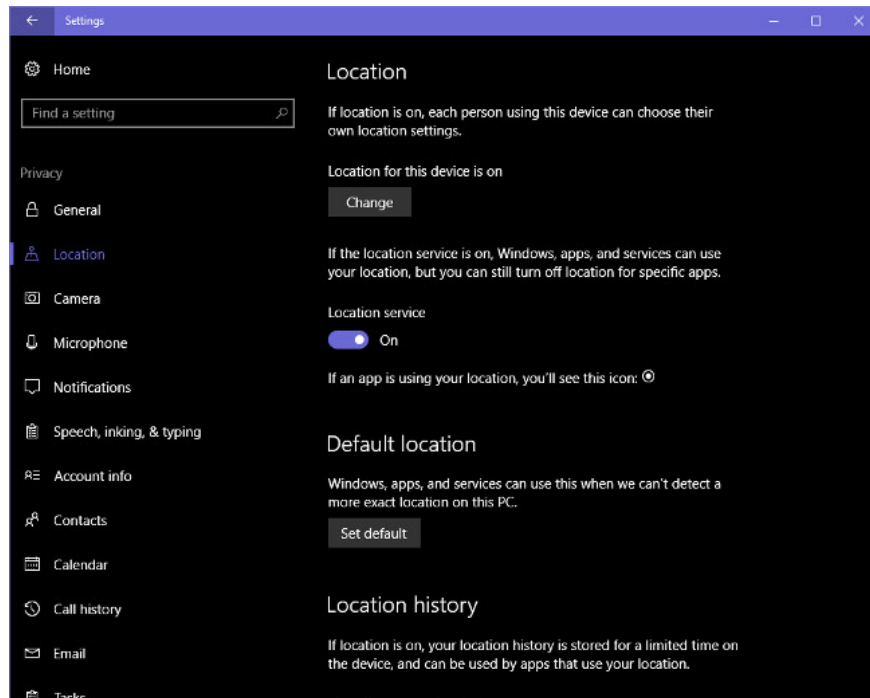 Settings
Home
Find a setting
Privacy
General
Location
Camera
Microphone
Notifications
Speech, inking, & typing
Account info
Contacts
Calendar
Call history
Email
Tasks
Location
If location is on, each person using this device can choose their
own location settings.
Location for this device is on
Change
If the location service is on, Windows, apps, and services can use
your location, but you can still turn off location for specific apps.
Location service
On
If an app is using your location, you'll see this icon:
Default location
Windows, apps, and services can use this when we can't detect a
more exact location on this PC.
Set default
Location history
If location is on, your location history is stored for a limited time on
the device, and can be used by apps that use your location.